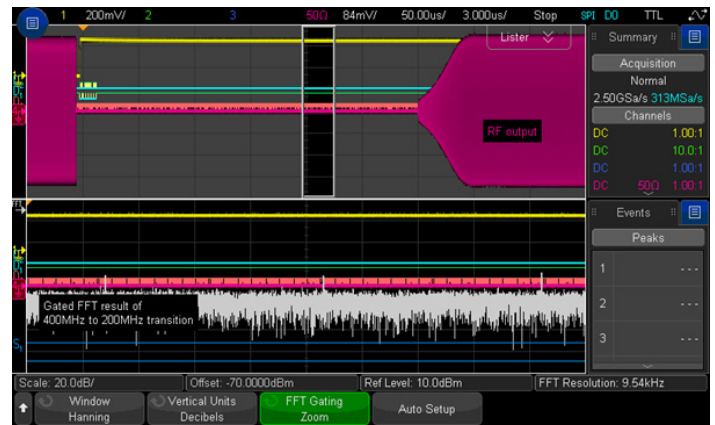 1 200mV/ 2 3 50Ω 84mV/ 50.00us/ 3.000us/ Stop SPI D0 TTL
Lister
Summary
Acquisition
Normal
2.50GSa/s 313MSa/s
Channels
DC 1.00:1
DC 10.0:1
DC 1.00:1
DC 50Ω 1.00:1
RF output
Events
Peaks
1 ---
2 ---
3 ---
Gated FFT result of
400MHz to 200MHz transition
S₁
Scale: 20.0dB/ Offset: -70.0000dBm Ref Level: 10.0dBm FFT Resolution: 9.54kHz
Window
Hanning
Vertical Units
Decibels
FFT Gating
Zoom
Auto Setup